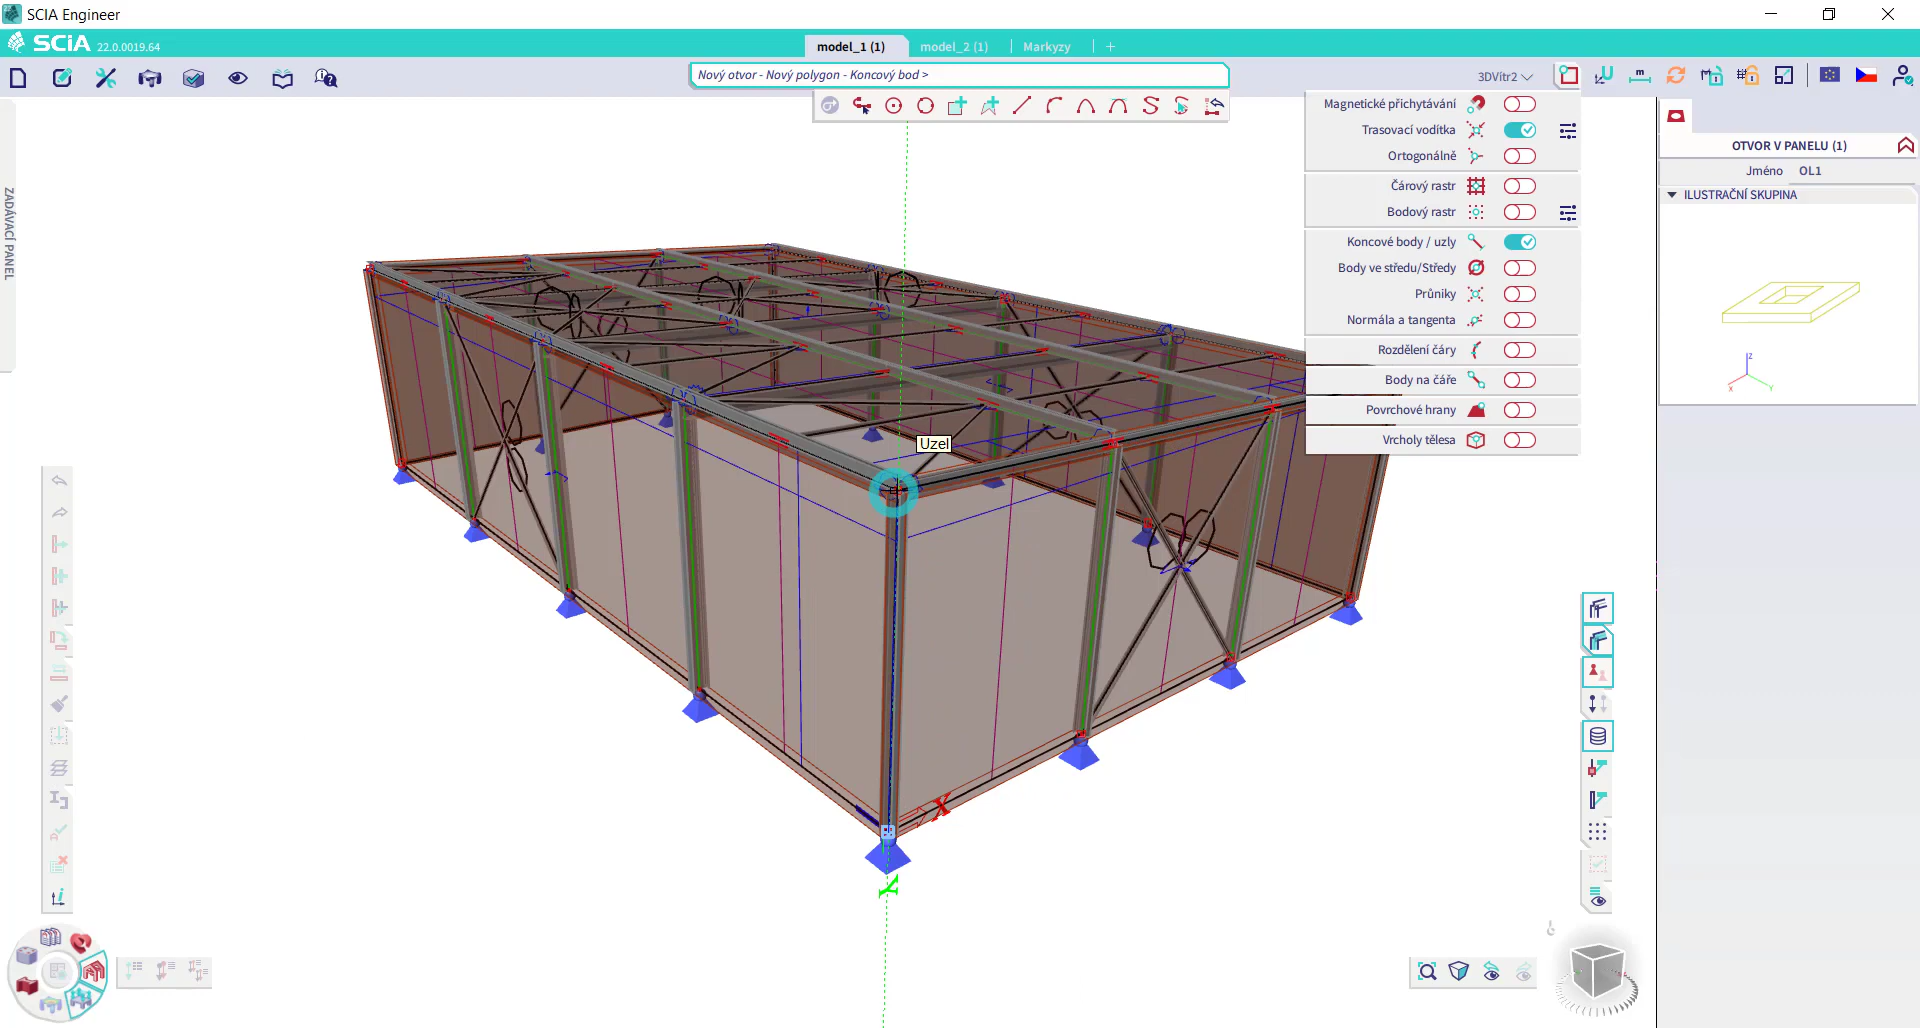 SCIA Engineer
SCiA 22.0.0019.64
model_1 (1)
model_2 (1)
Markyzy
Nový otvor - Nový polygon - Koncový bod >
3DVítr2
Magnetické přichytávání
Trasovací vodítka
Ortogonálně
Čárový rastr
Bodový rastr
Koncové body / uzly
Body ve středu/Středy
Průniky
Normála a tangenta
Rozdělení čáry
Body na čáře
Povrchové hrany
Vrcholy tělesa
OTVOR V PANELU (1)
Jméno OL1
ILUSTRAČNÍ SKUPINA
Z
X
Y
ZADÁVACÍ PANEL
Uzel
X
Y